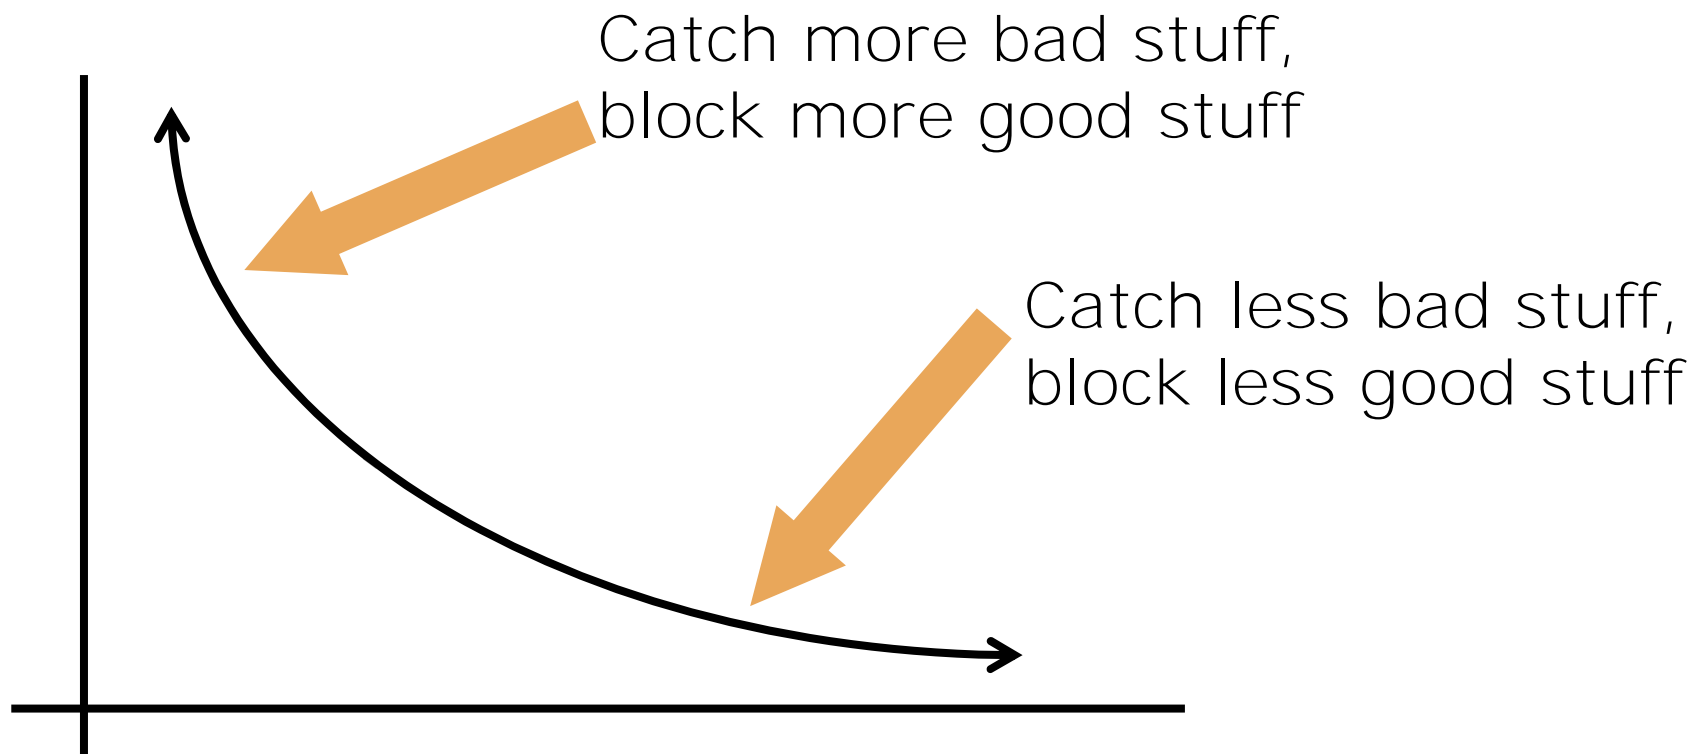 Catch more bad stuff,
block more good stuff
Catch less bad stuff,
block less good stuff